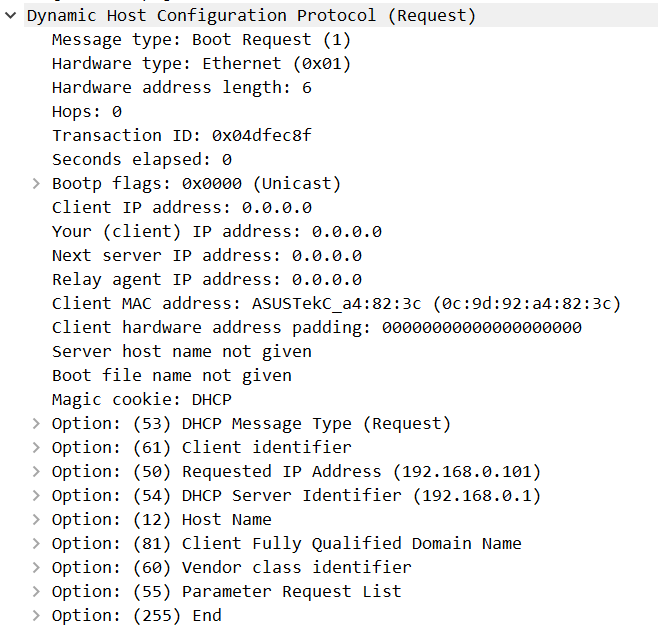 Dynamic Host Configuration Protocol (Request)
Message type: Boot Request (1)
Hardware type: Ethernet (0x01)
Hardware address length: 6
Hops: 0
Transaction ID: 0x04dfec8f
Seconds elapsed: 0
Bootp flags: 0x0000 (Unicast)
Client IP address: 0.0.0.0
Your (client) IP address: 0.0.0.0
Next server IP address: 0.0.0.0
Relay agent IP address: 0.0.0.0
Client MAC address: ASUSTekC_a4:82:3c (0c:9d:92:a4:82:3c)
Client hardware address padding: 00000000000000000000
Server host name not given
Boot file name not given
Magic cookie: DHCP
Option: (53) DHCP Message Type (Request)
Option: (61) Client identifier
Option: (50) Requested IP Address (192.168.0.101)
Option: (54) DHCP Server Identifier (192.168.0.1)
Option: (12) Host Name
Option: (81) Client Fully Qualified Domain Name
Option: (60) Vendor class identifier
Option: (55) Parameter Request List
Option: (255) End